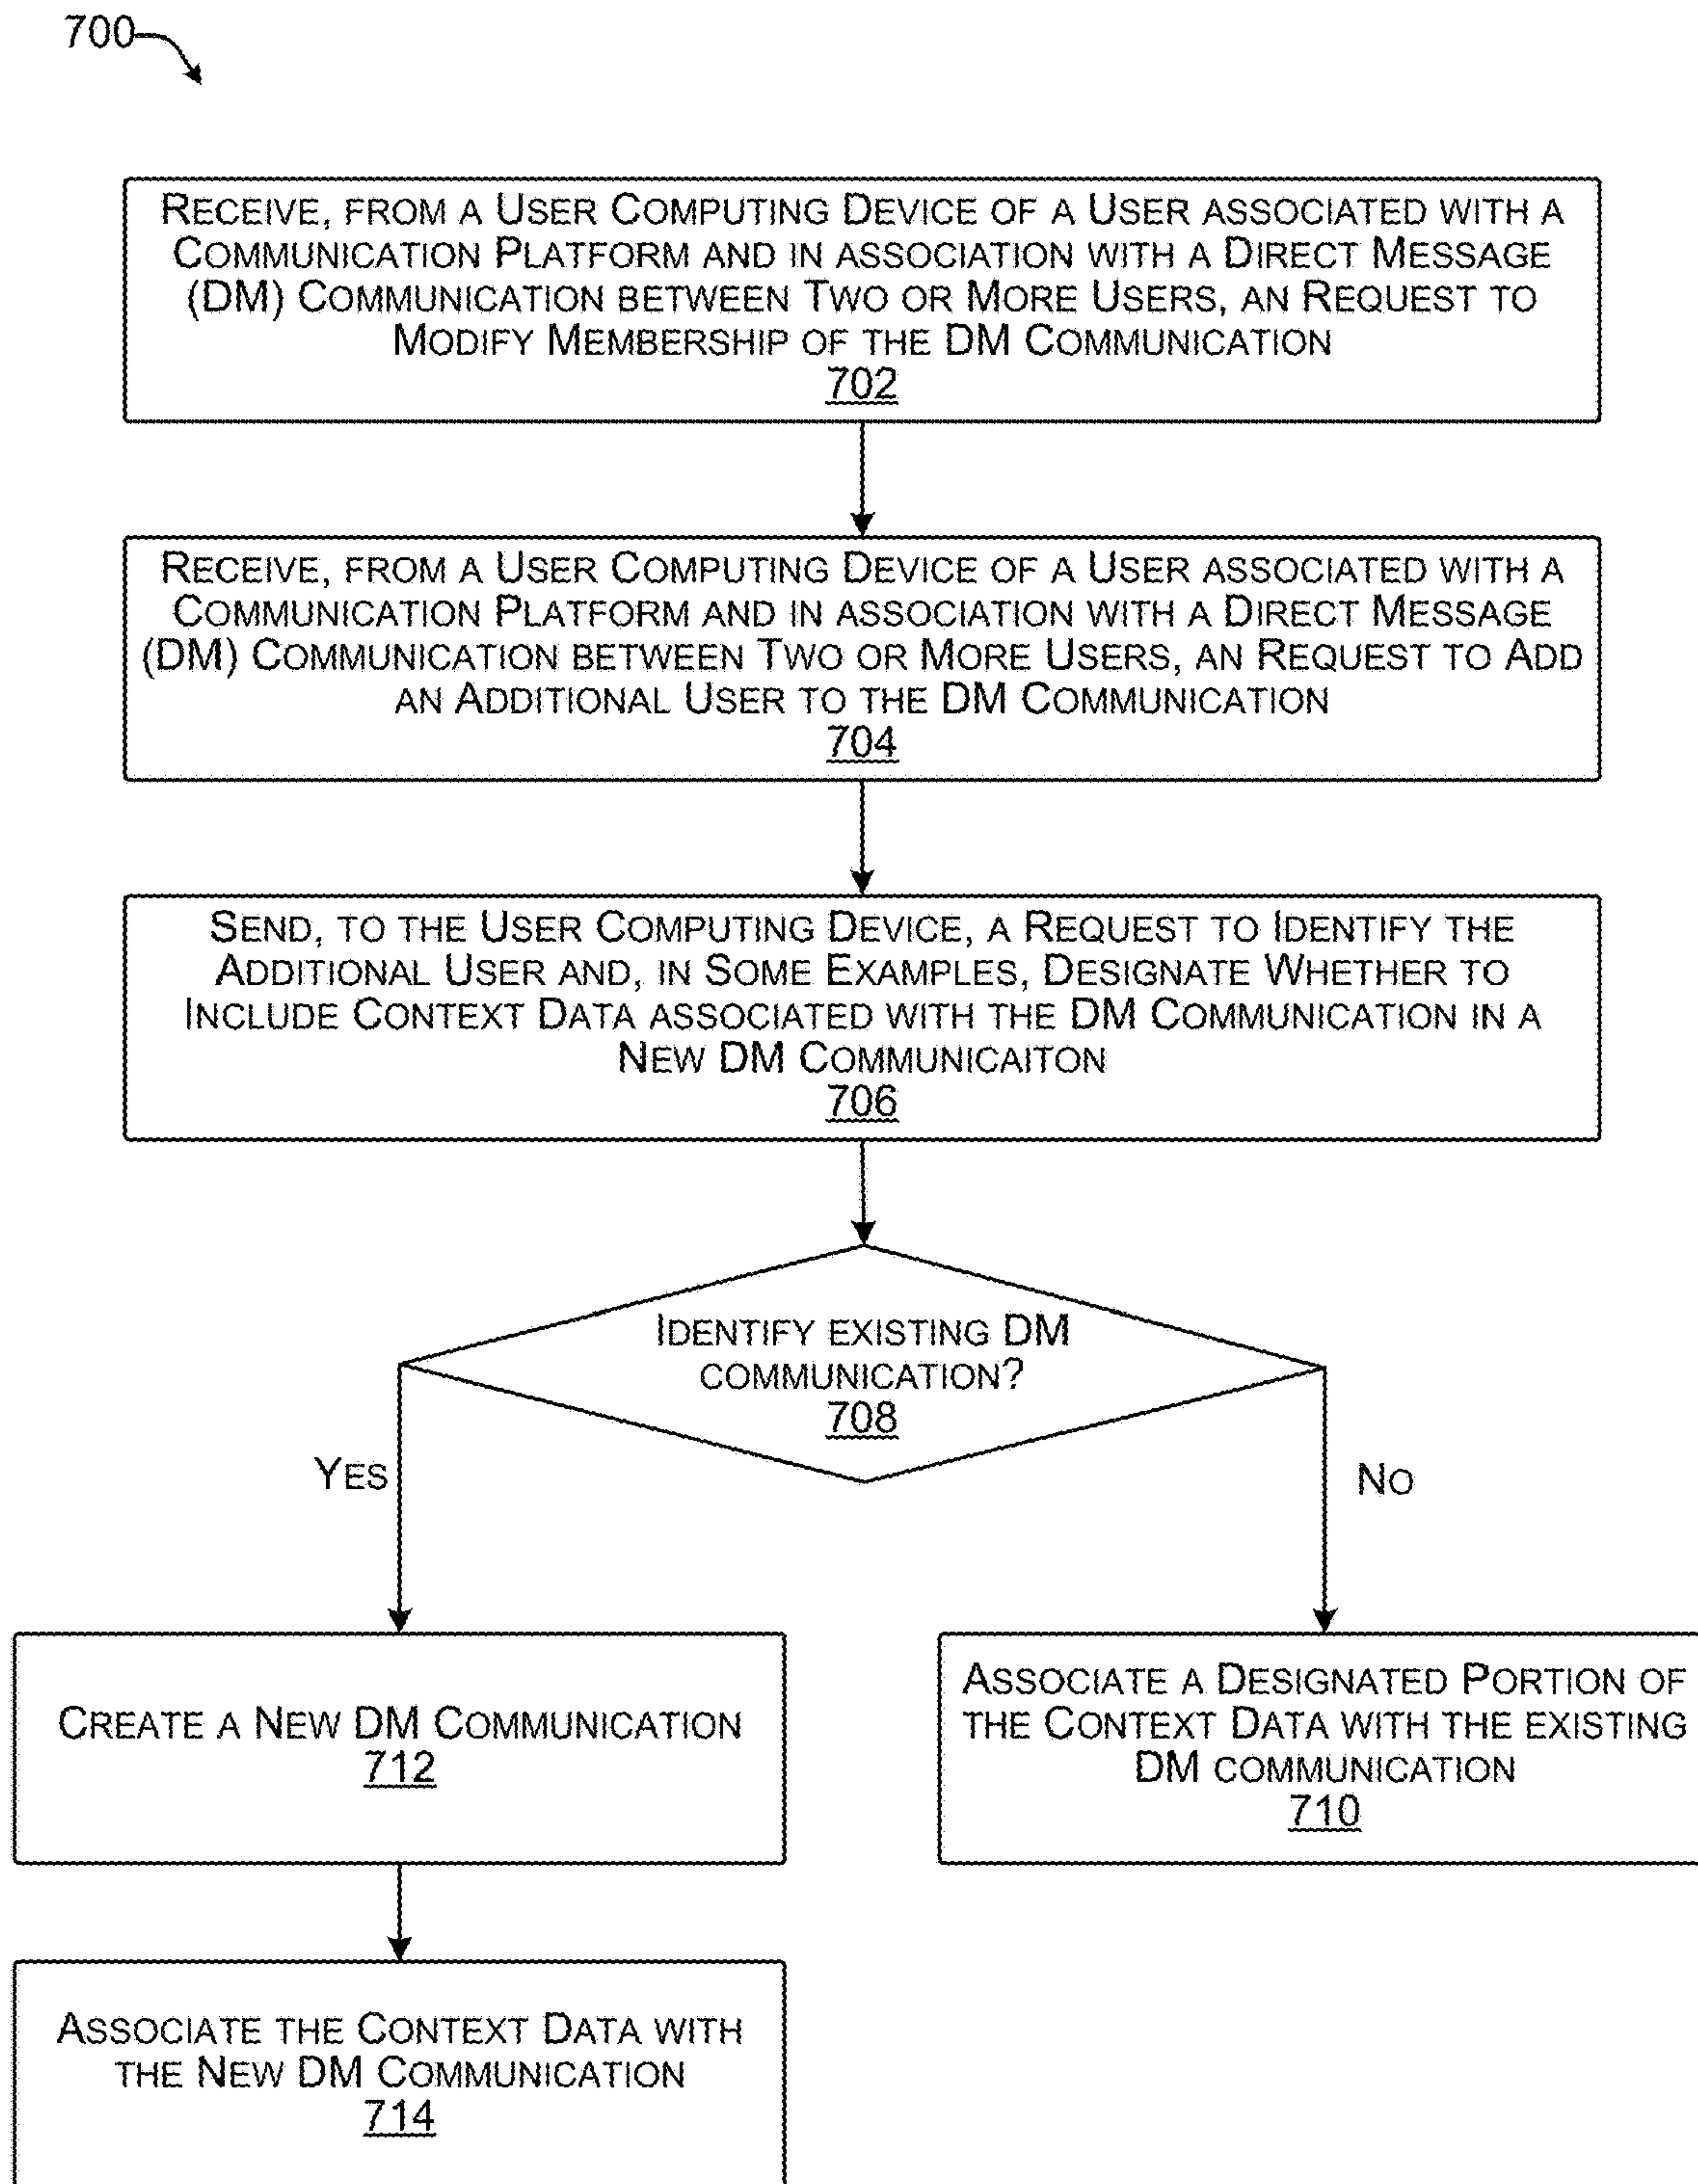 700
RECEIVE, FROM A USER COMPUTING DEVICE OF A USER ASSOCIATED WITH A
COMMUNICATION PLATFORM AND IN ASSOCIATION WITH A DIRECT MESSAGE
(DM) COMMUNICATION BETWEEN TWO OR MORE USERS, AN REQUEST TO
MODIFY MEMBERSHIP OF THE DM COMMUNICATION
702
RECEIVE, FROM A USER COMPUTING DEVICE OF A USER ASSOCIATED WITH A
COMMUNICATION PLATFORM AND IN ASSOCIATION WITH A DIRECT MESSAGE
(DM) COMMUNICATION BETWEEN TWO OR MORE USERS, AN REQUEST TO ADD
AN ADDITIONAL USER TO THE DM COMMUNICATION
704
SEND, TO THE USER COMPUTING DEVICE, A REQUEST TO IDENTIFY THE
ADDITIONAL USER AND, IN SOME EXAMPLES, DESIGNATE WHETHER TO
INCLUDE CONTEXT DATA ASSOCIATED WITH THE DM COMMUNICATION IN A
NEW DM COMMUNICAITON
706
IDENTIFY EXISTING DM
COMMUNICATION?
708
YES
NO
CREATE A NEW DM COMMUNICATION
712
ASSOCIATE A DESIGNATED PORTION OF
THE CONTEXT DATA WITH THE EXISTING
DM COMMUNICATION
710
ASSOCIATE THE CONTEXT DATA WITH
THE NEW DM COMMUNICATION
714